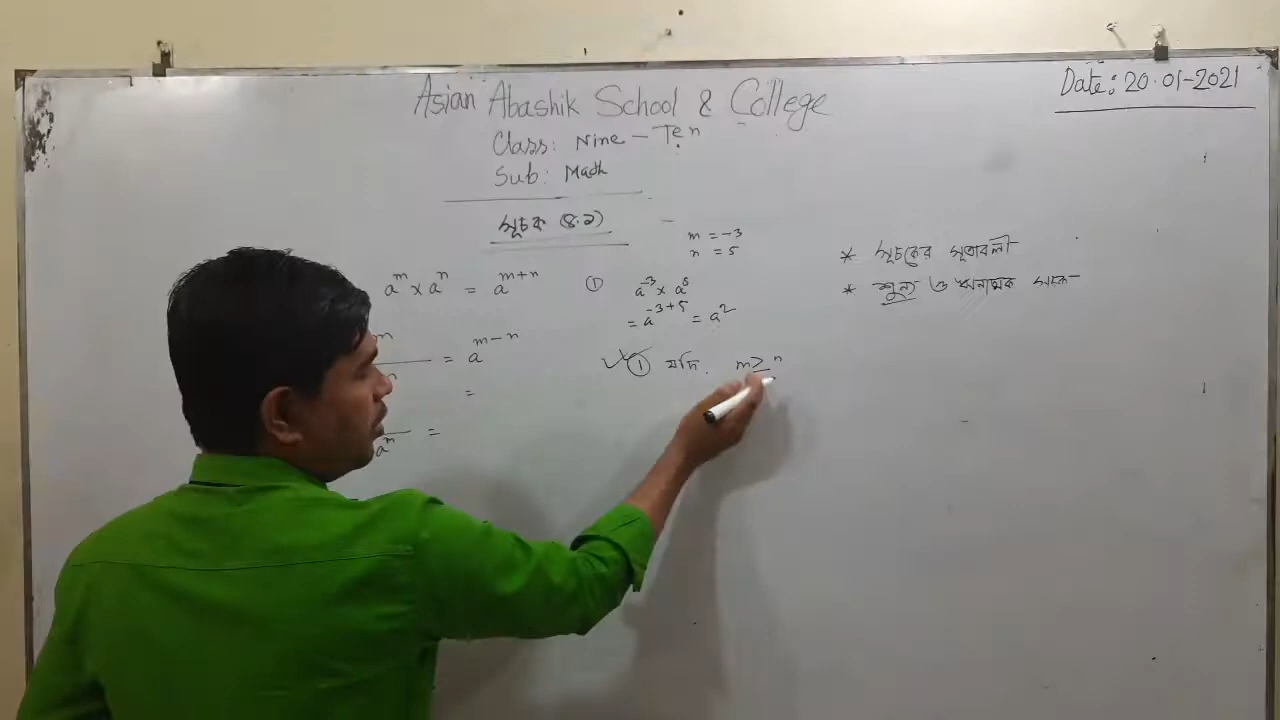 Asian Abashik School & College
Date: 20.01-2021
Class: Nine - Ten
Sub: Math
সূচক (৪.১)
m = -3
n = 5
* সূচকের সূত্রাবলী
* শূন্য ও ঋনাত্মক সূচক
a^m × a^n = a^{m+n}
① a^{-3} × a^5
= a^{-3+5} = a^2
= a^{m-n}
① যদি. m ≥ n
=
a^m =